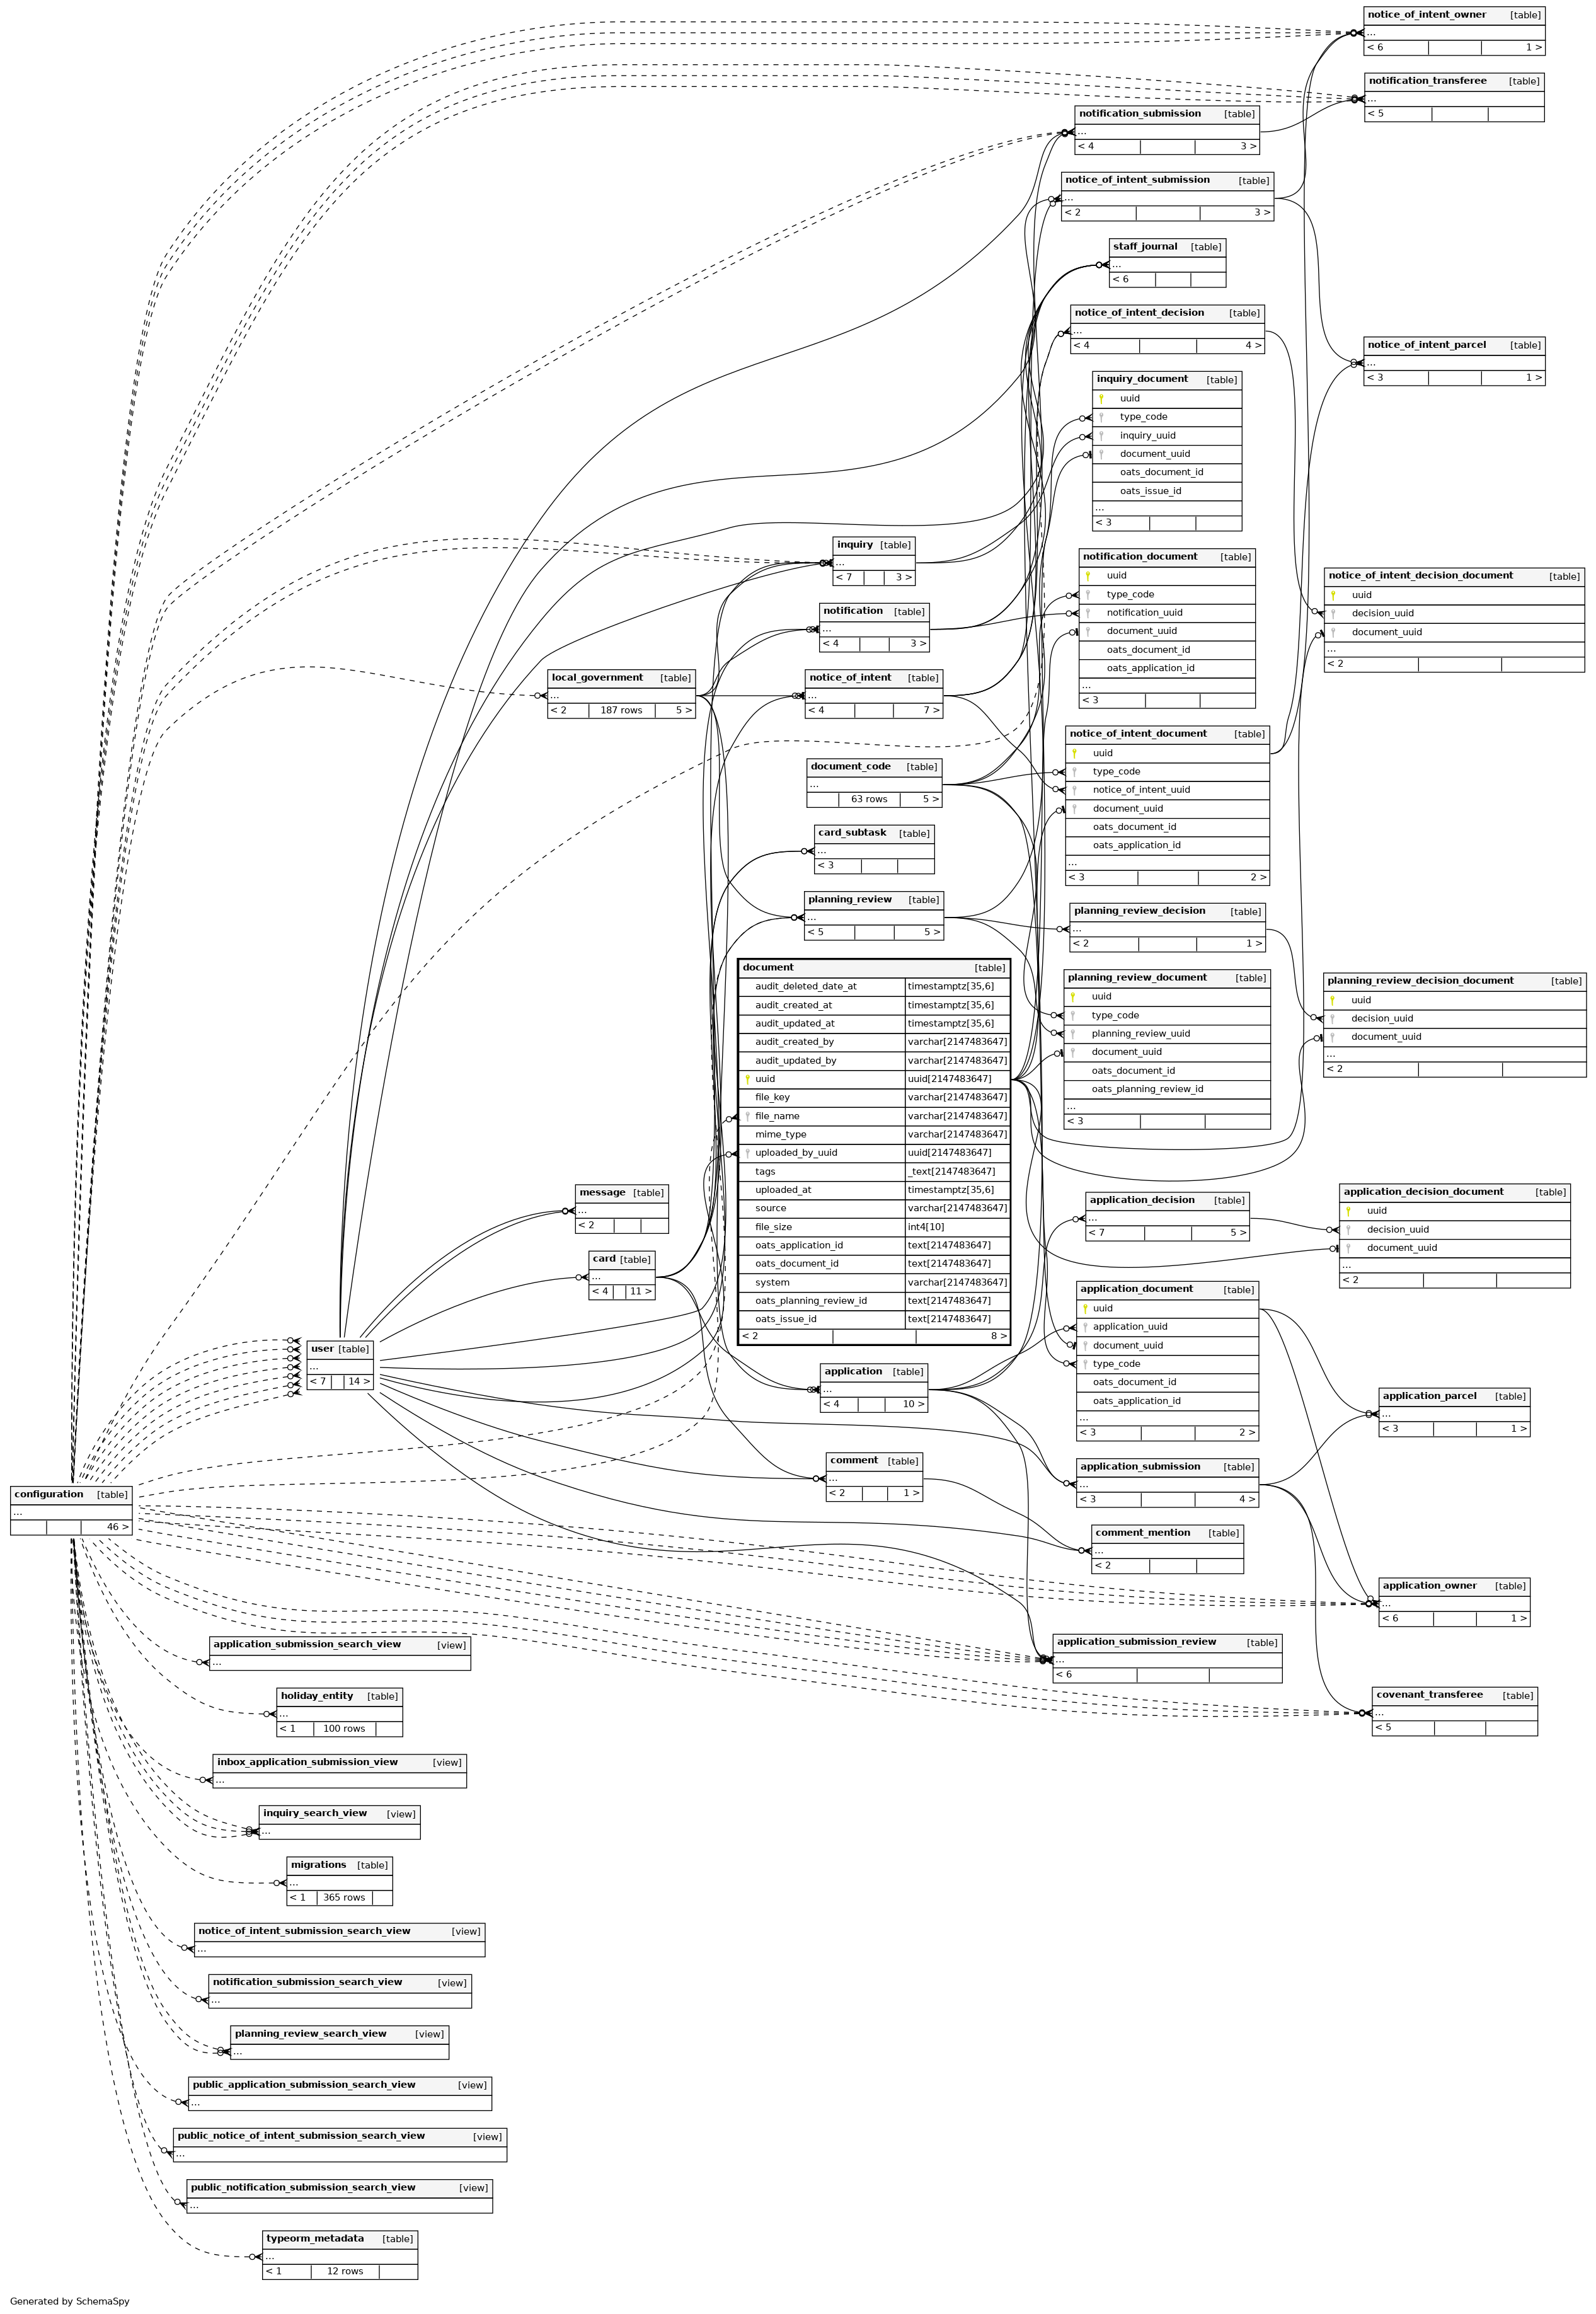 notice_of_intent_owner [table]
...
< 6 1 >
notification_transferee [table]
...
< 5
notification_submission [table]
...
< 4 3 >
notice_of_intent_submission [table]
...
< 2 3 >
staff_journal [table]
...
< 6
notice_of_intent_decision [table]
...
< 4 4 >
notice_of_intent_parcel [table]
...
< 3 1 >
inquiry_document [table]
uuid
type_code
inquiry_uuid
document_uuid
oats_document_id
oats_issue_id
...
< 3
inquiry [table]
...
< 7 3 >
notification_document [table]
uuid
type_code
notification_uuid
document_uuid
oats_document_id
oats_application_id
...
< 3
notice_of_intent_decision_document [table]
uuid
decision_uuid
document_uuid
...
< 2
notification [table]
...
< 4 3 >
local_government [table]
...
< 2 187 rows 5 >
notice_of_intent [table]
...
< 4 7 >
notice_of_intent_document [table]
uuid
type_code
notice_of_intent_uuid
document_uuid
oats_document_id
oats_application_id
...
< 3 2 >
document_code [table]
...
63 rows 5 >
card_subtask [table]
...
< 3
planning_review [table]
...
< 5 5 >
planning_review_decision [table]
...
< 2 1 >
document [table]
audit_deleted_date_at timestamptz[35,6]
audit_created_at timestamptz[35,6]
audit_updated_at timestamptz[35,6]
audit_created_by varchar[2147483647]
audit_updated_by varchar[2147483647]
uuid uuid[2147483647]
file_key varchar[2147483647]
file_name varchar[2147483647]
mime_type varchar[2147483647]
uploaded_by_uuid uuid[2147483647]
tags _text[2147483647]
uploaded_at timestamptz[35,6]
source varchar[2147483647]
file_size int4[10]
oats_application_id text[2147483647]
oats_document_id text[2147483647]
system varchar[2147483647]
oats_planning_review_id text[2147483647]
oats_issue_id text[2147483647]
< 2 8 >
planning_review_document [table]
uuid
type_code
planning_review_uuid
document_uuid
oats_document_id
oats_planning_review_id
...
< 3
planning_review_decision_document [table]
uuid
decision_uuid
document_uuid
...
< 2
message [table]
...
< 2
application_decision [table]
...
< 7 5 >
application_decision_document [table]
uuid
decision_uuid
document_uuid
...
< 2
card [table]
...
< 4 11 >
application_document [table]
uuid
application_uuid
document_uuid
type_code
oats_document_id
oats_application_id
...
< 3 2 >
user [table]
...
< 7 14 >
application [table]
...
< 4 10 >
application_parcel [table]
...
< 3 1 >
comment [table]
...
< 2 1 >
application_submission [table]
...
< 3 4 >
configuration [table]
...
46 >
comment_mention [table]
...
< 2
application_owner [table]
...
< 6 1 >
application_submission_search_view [view]
...
application_submission_review [table]
...
< 6
holiday_entity [table]
...
< 1 100 rows
covenant_transferee [table]
...
< 5
inbox_application_submission_view [view]
...
inquiry_search_view [view]
...
migrations [table]
...
< 1 365 rows
notice_of_intent_submission_search_view [view]
...
notification_submission_search_view [view]
...
planning_review_search_view [view]
...
public_application_submission_search_view [view]
...
public_notice_of_intent_submission_search_view [view]
...
public_notification_submission_search_view [view]
...
typeorm_metadata [table]
...
< 1 12 rows
Generated by SchemaSpy